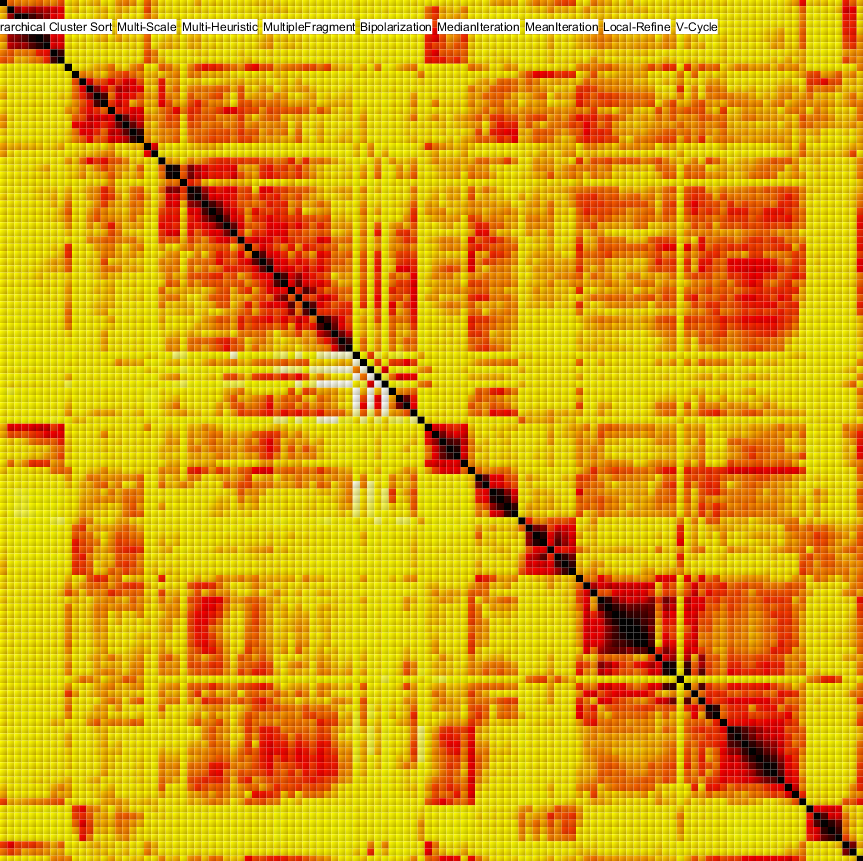 rarchical Cluster Sort Multi-Scale Multi-Heuristic MultipleFragment Bipolarization MedianIteration MeanIteration Local-Refine V-Cycle